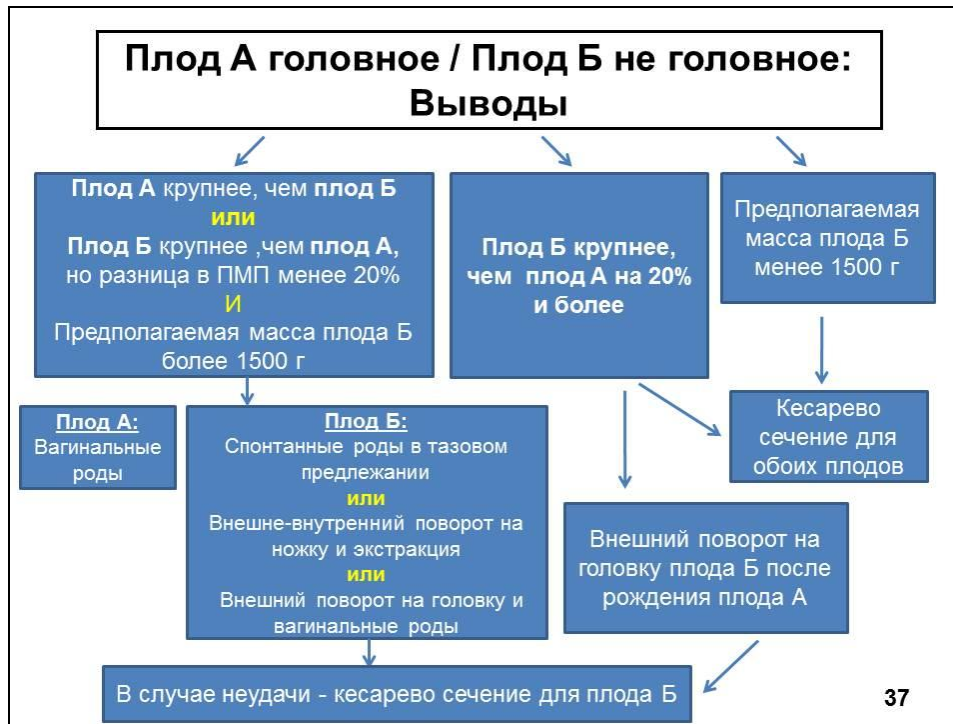 Плод А головное / Плод Б не головное:
Выводы
Плод А крупнее, чем плод Б
или
Плод Б крупнее ,чем плод А,
но разница в ПМП менее 20%
И
Предполагаемая масса плода Б
более 1500 г
Плод Б крупнее,
чем плод А на 20%
и более
Предполагаемая
масса плода Б
менее 1500 г
Плод А:
Вагинальные
роды
Плод Б:
Спонтанные роды в тазовом
предлежании
или
Внешне-внутренний поворот на
ножку и экстракция
или
Внешний поворот на головку и
вагинальные роды
Кесарево
сечение для
обоих плодов
Внешний поворот на
головку плода Б после
рождения плода А
В случае неудачи - кесарево сечение для плода Б
37